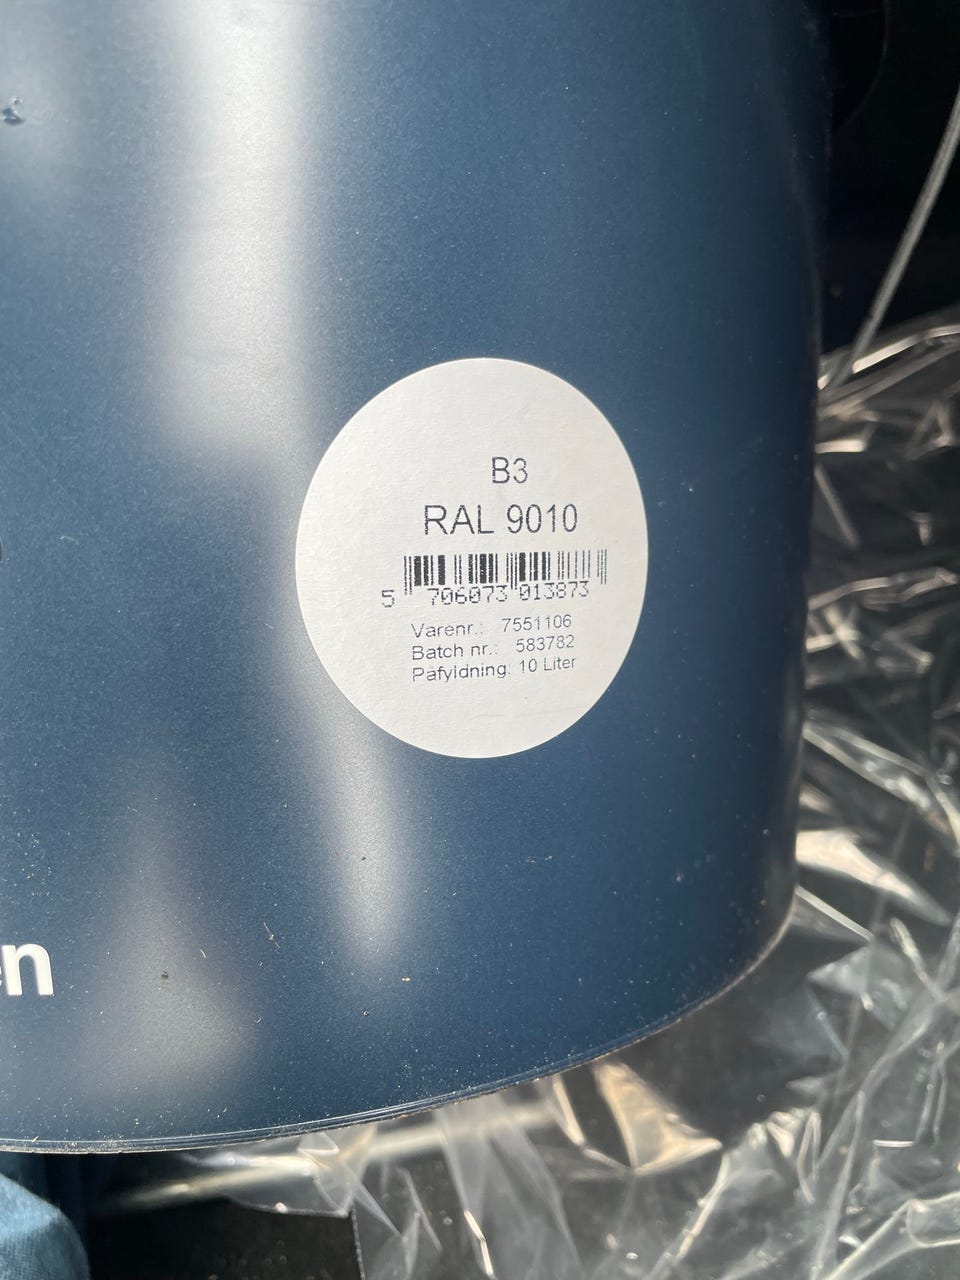 B3
RAL 9010
5 706073 013873
Varenr.: 7551106
Batch nr.: 583782
Påfyldning: 10 Liter
en